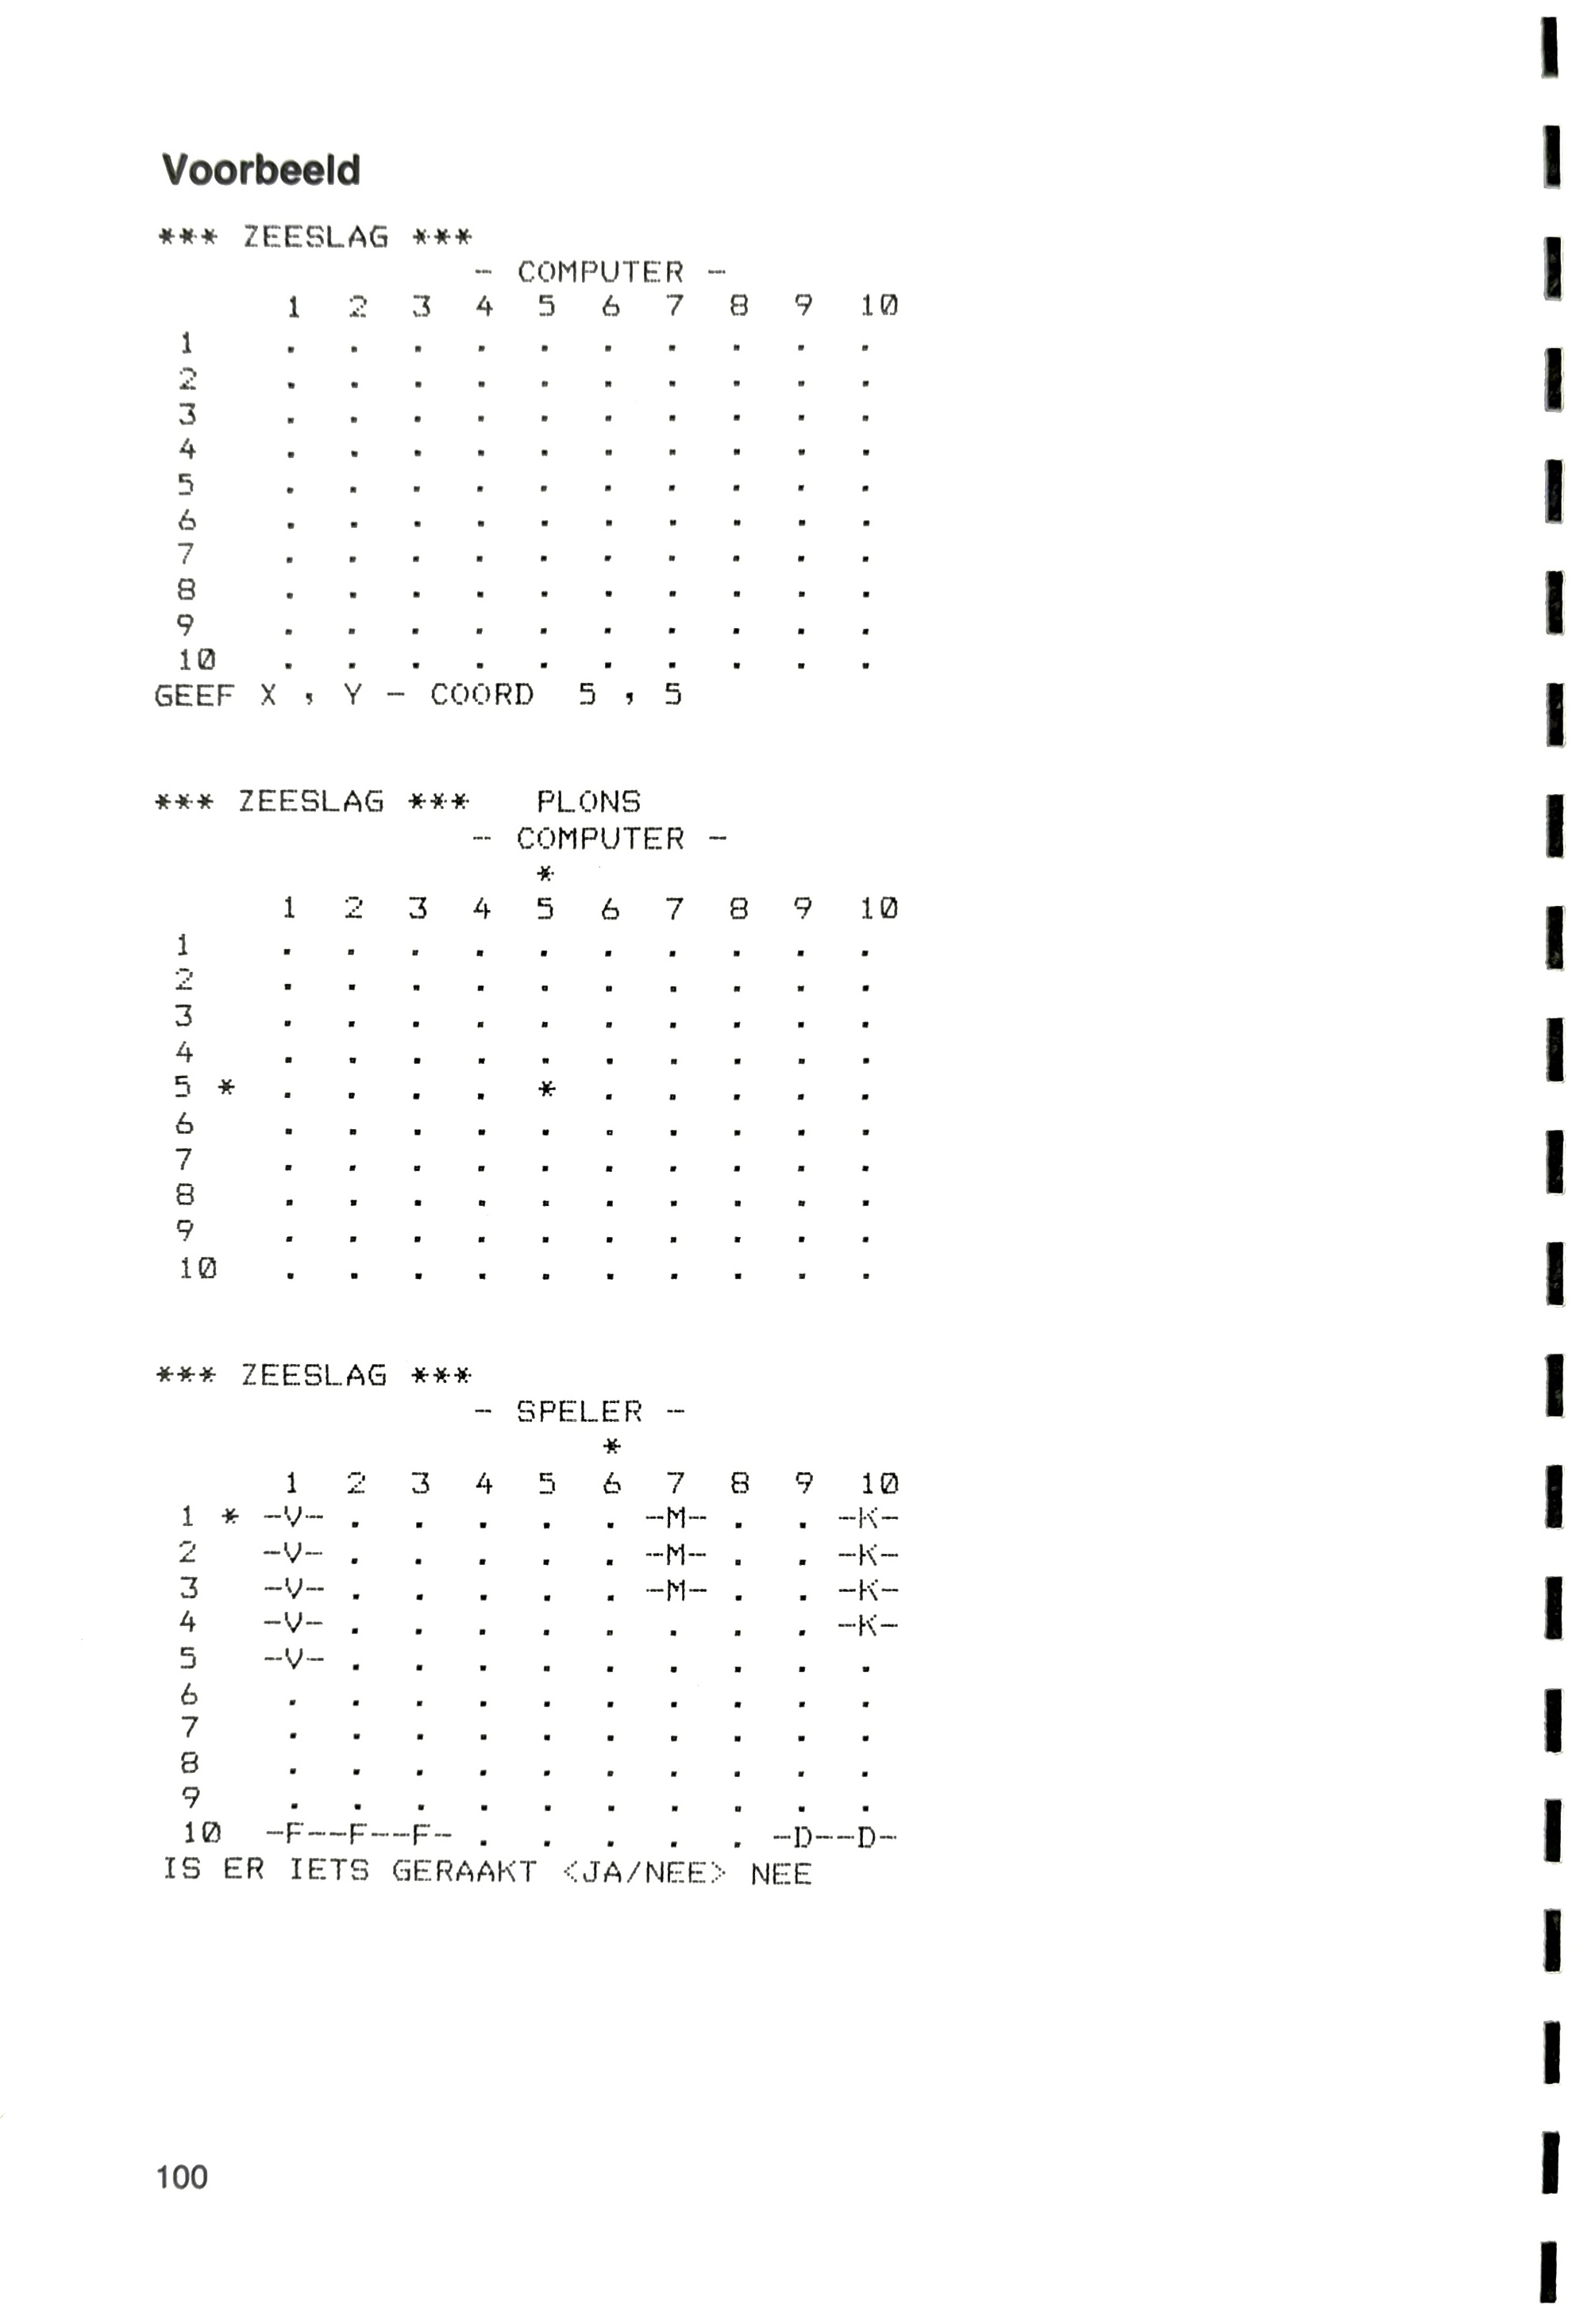 Voorbeeld
*** ZEESLAG ***
- COMPUTER -
1 2 3 4 5 6 7 8 9 10
1 . . . . . . . . . .
2 . . . . . . . . . .
3 . . . . . . . . . .
4 . . . . . . . . . .
5 . . . . . . . . . .
6 . . . . . . . . . .
7 . . . . . . . . . .
8 . . . . . . . . . .
9 . . . . . . . . . .
10 . . . . . . . . . .
GEEF X , Y - COORD 5 , 5
*** ZEESLAG *** PLONS
- COMPUTER -
*
1 2 3 4 5 6 7 8 9 10
1 . . . . . . . . . .
2 . . . . . . . . . .
3 . . . . . . . . . .
4 . . . . . . . . . .
5 * . . . . * . . . . .
6 . . . . . . . . . .
7 . . . . . . . . . .
8 . . . . . . . . . .
9 . . . . . . . . . .
10 . . . . . . . . . .
*** ZEESLAG ***
- SPELER -
*
1 2 3 4 5 6 7 8 9 10
1 * -V- . . . . . -M- . . -K-
2 -V- . . . . . -M- . . -K-
3 -V- . . . . . -M- . . -K-
4 -V- . . . . . . . . -K-
5 -V- . . . . . . . . .
6 . . . . . . . . . .
7 . . . . . . . . . .
8 . . . . . . . . . .
9 . . . . . . . . . .
10 -F--F--F- . . . . . -D--D-
IS ER IETS GERAAKT <JA/NEE> NEE
100